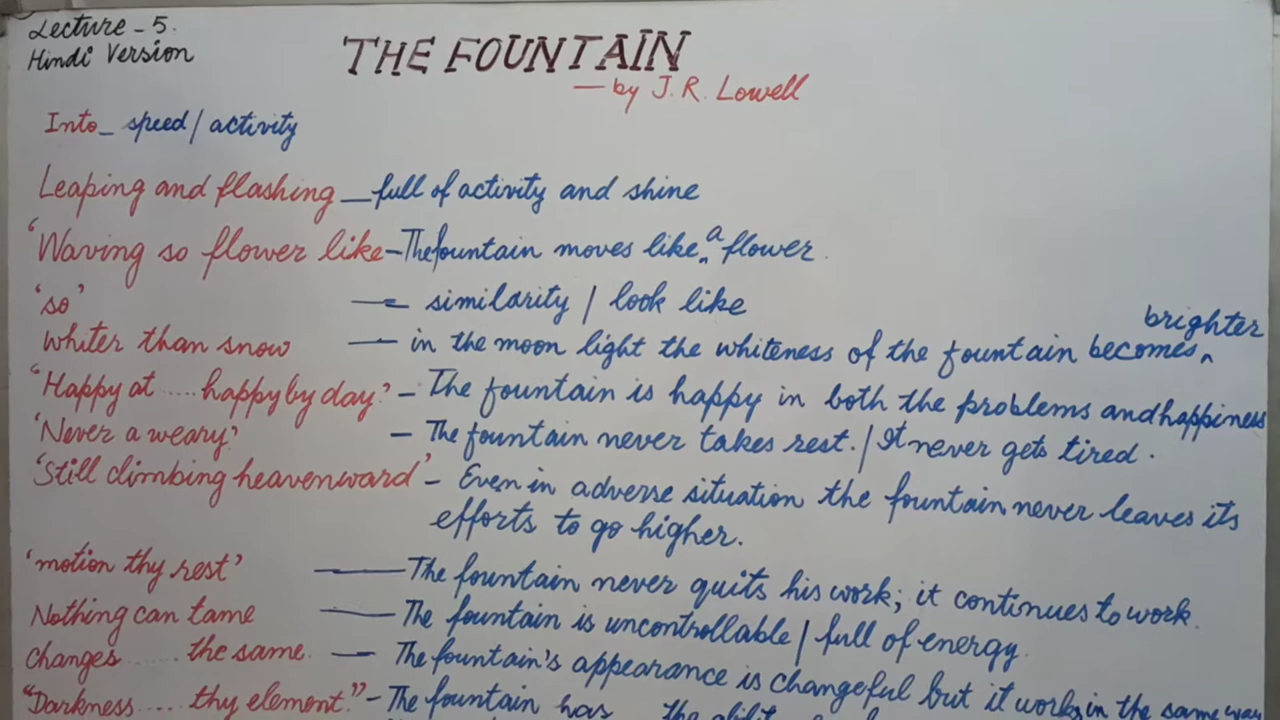 Lecture - 5.
Hindi Version
THE FOUNTAIN
— by J. R. Lowell
Into_ speed / activity
Leaping and flashing _ full of activity and shine
'Waving so flower like - The fountain moves like a flower.
'so' — similarity / look like
whiter than snow — in the moon light the whiteness of the fountain becomes brighter
"Happy at ..... happy by day" - The fountain is happy in both the problems and happiness
'Never a weary' - The fountain never takes rest. / It never gets tired.
'Still climbing heavenward' - Even in adverse situation the fountain never leaves its
efforts to go higher.
'motion thy rest' — The fountain never quits his work; it continues to work.
Nothing can tame — The fountain is uncontrollable / full of energy.
Changes ...... the same. — The fountain's appearance is changeful but it works in the same way
"Darkness .... thy element." - The fountain has the